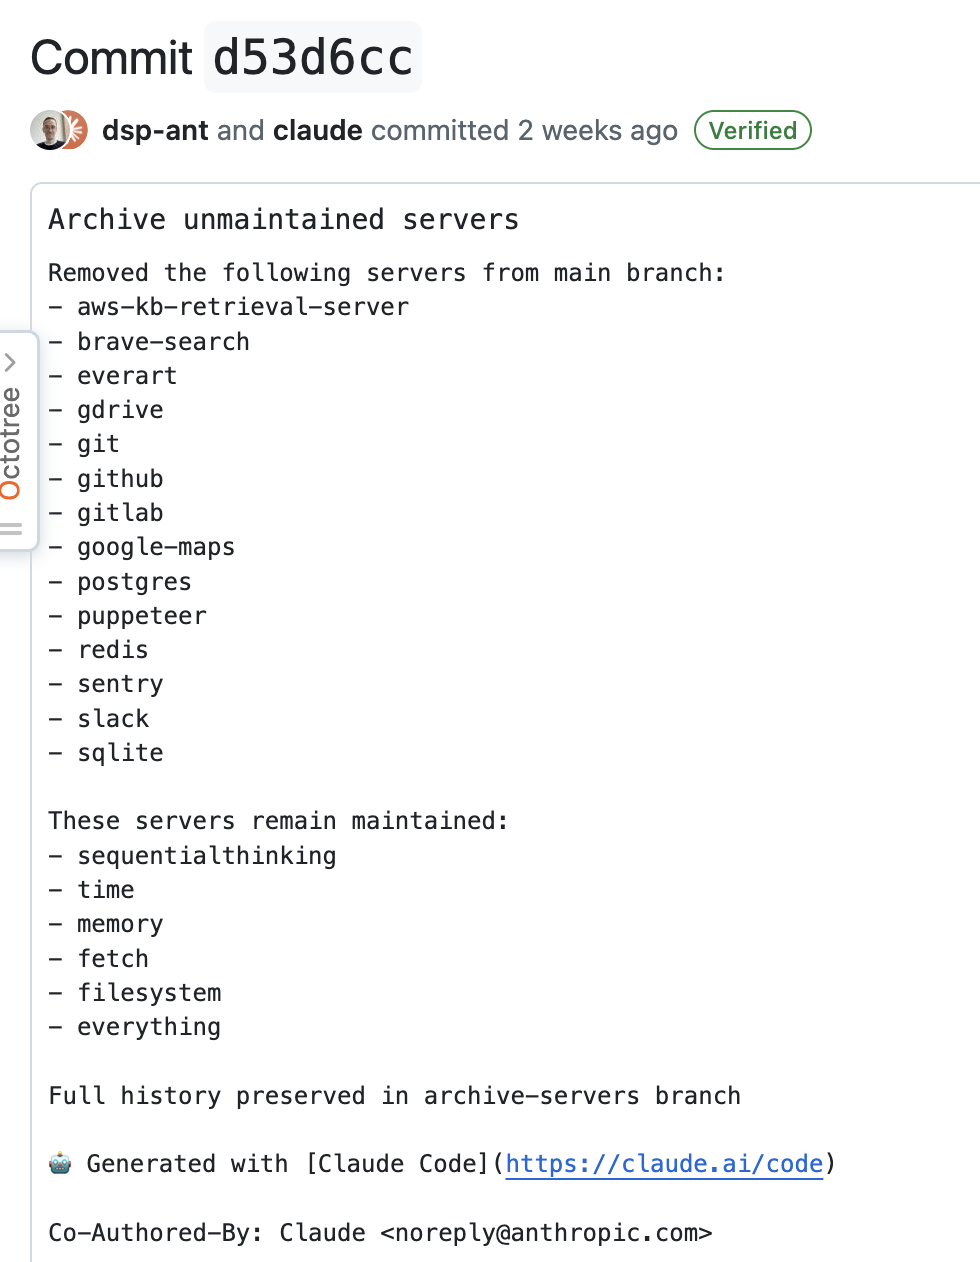 Commit d53d6cc
dsp-ant and claude committed 2 weeks ago Verified
Archive unmaintained servers
Removed the following servers from main branch:
- aws-kb-retrieval-server
- brave-search
- everart
- gdrive
- git
- github
- gitlab
- google-maps
- postgres
- puppeteer
- redis
- sentry
- slack
- sqlite
These servers remain maintained:
- sequentialthinking
- time
- memory
- fetch
- filesystem
- everything
Full history preserved in archive-servers branch
🤖 Generated with [Claude Code](https://claude.ai/code)
Co-Authored-By: Claude <noreply@anthropic.com>
Octotree